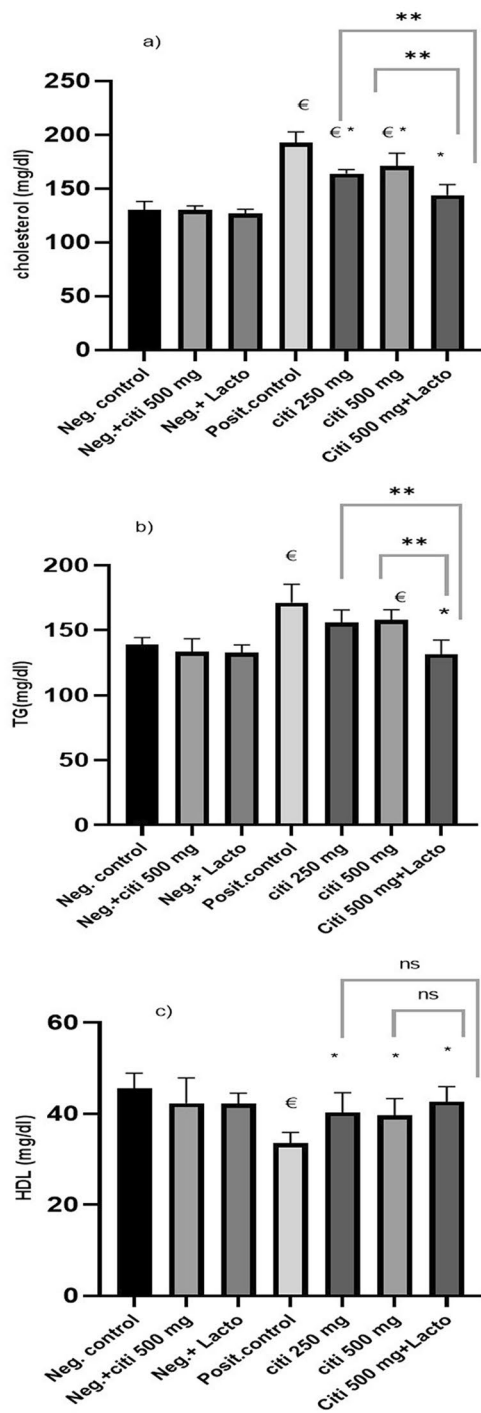 a)
**
**
€
€ *
€ *
*
cholesterol (mg/dl)
250
200
150
100
50
0
Neg. control
Neg.+citi 500 mg
Neg.+ Lacto
Posit.control
citi 250 mg
citi 500 mg
Citi 500 mg+Lacto
b)
**
**
€
€
*
TG(mg/dl)
200
150
100
50
0
Neg. control
Neg.+citi 500 mg
Neg.+ Lacto
Posit.control
citi 250 mg
citi 500 mg
Citi 500 mg+Lacto
c)
ns
ns
€
*
*
*
HDL (mg/dl)
60
40
20
0
Neg. control
Neg.+citi 500 mg
Neg.+ Lacto
Posit.control
citi 250 mg
citi 500 mg
Citi 500 mg+Lacto